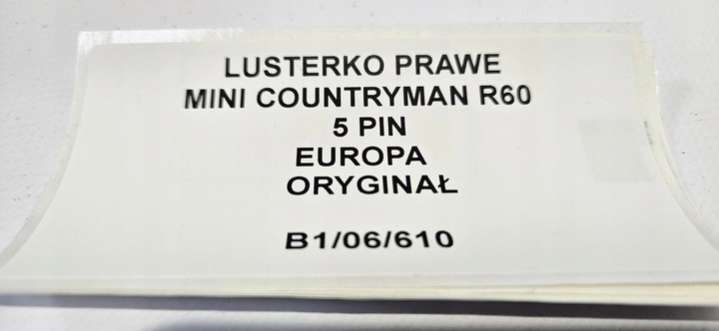 LUSTERKO PRAWE
MINI COUNTRYMAN R60
5 PIN
EUROPA
ORYGINAŁ
B1/06/610